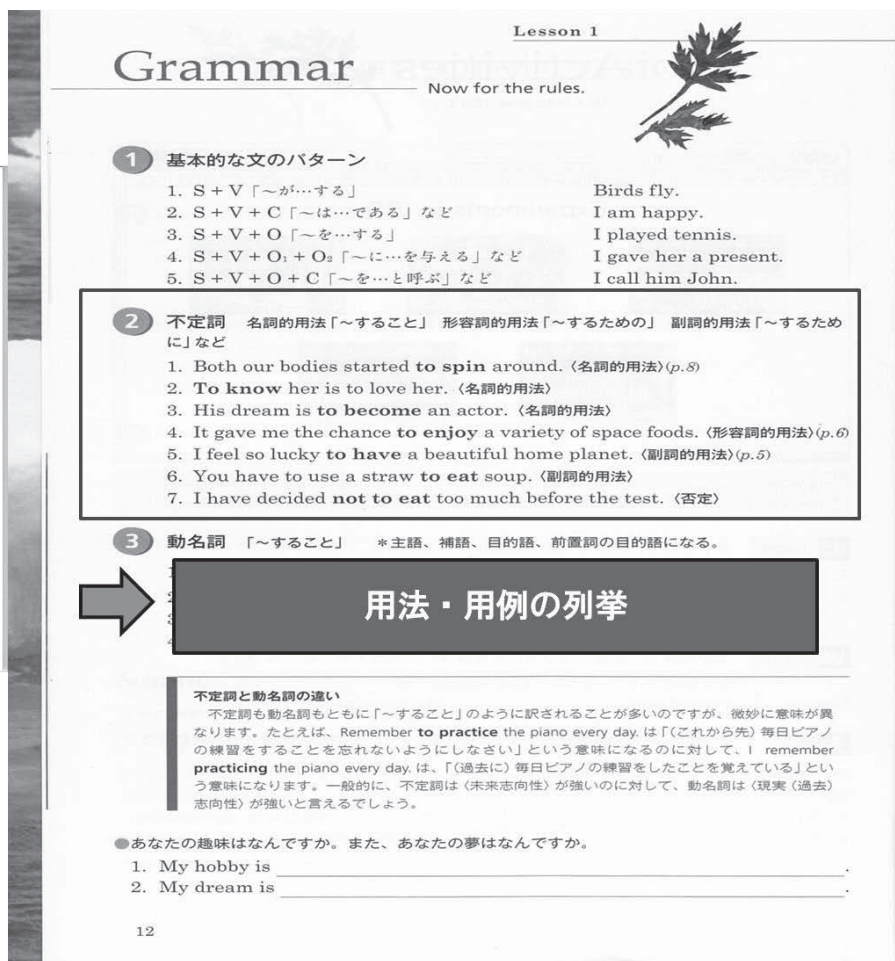 Lesson 1
Grammar
Now for the rules.
1 基本的な文のパターン
1. S + V「～が…する」 Birds fly.
2. S + V + C「～は…である」など I am happy.
3. S + V + O「～を…する」 I played tennis.
4. S + V + O₁ + O₂「～に…を与える」など I gave her a present.
5. S + V + O + C「～を…と呼ぶ」など I call him John.
2 不定詞 名詞的用法「～すること」 形容詞的用法「～するための」 副詞的用法「～するため
に」など
1. Both our bodies started to spin around.〈名詞的用法〉(p.8)
2. To know her is to love her.〈名詞的用法〉
3. His dream is to become an actor.〈名詞的用法〉
4. It gave me the chance to enjoy a variety of space foods.〈形容詞的用法〉(p.6)
5. I feel so lucky to have a beautiful home planet.〈副詞的用法〉(p.5)
6. You have to use a straw to eat soup.〈副詞的用法〉
7. I have decided not to eat too much before the test.〈否定〉
3 動名詞 「～すること」 ＊主語、補語、目的語、前置詞の目的語になる。
用法・用例の列挙
不定詞と動名詞の違い
不定詞も動名詞もともに「～すること」のように訳されることが多いのですが、微妙に意味が異
なります。たとえば、Remember to practice the piano every day. は「(これから先) 毎日ピアノ
の練習をすることを忘れないようにしなさい」という意味になるのに対して、I remember
practicing the piano every day. は、「(過去に) 毎日ピアノの練習をしたことを覚えている」とい
う意味になります。一般的に、不定詞は〈未来志向性〉が強いのに対して、動名詞は〈現実 (過去)
志向性〉が強いと言えるでしょう。
●あなたの趣味はなんですか。また、あなたの夢はなんですか。
1. My hobby is .
2. My dream is .
12